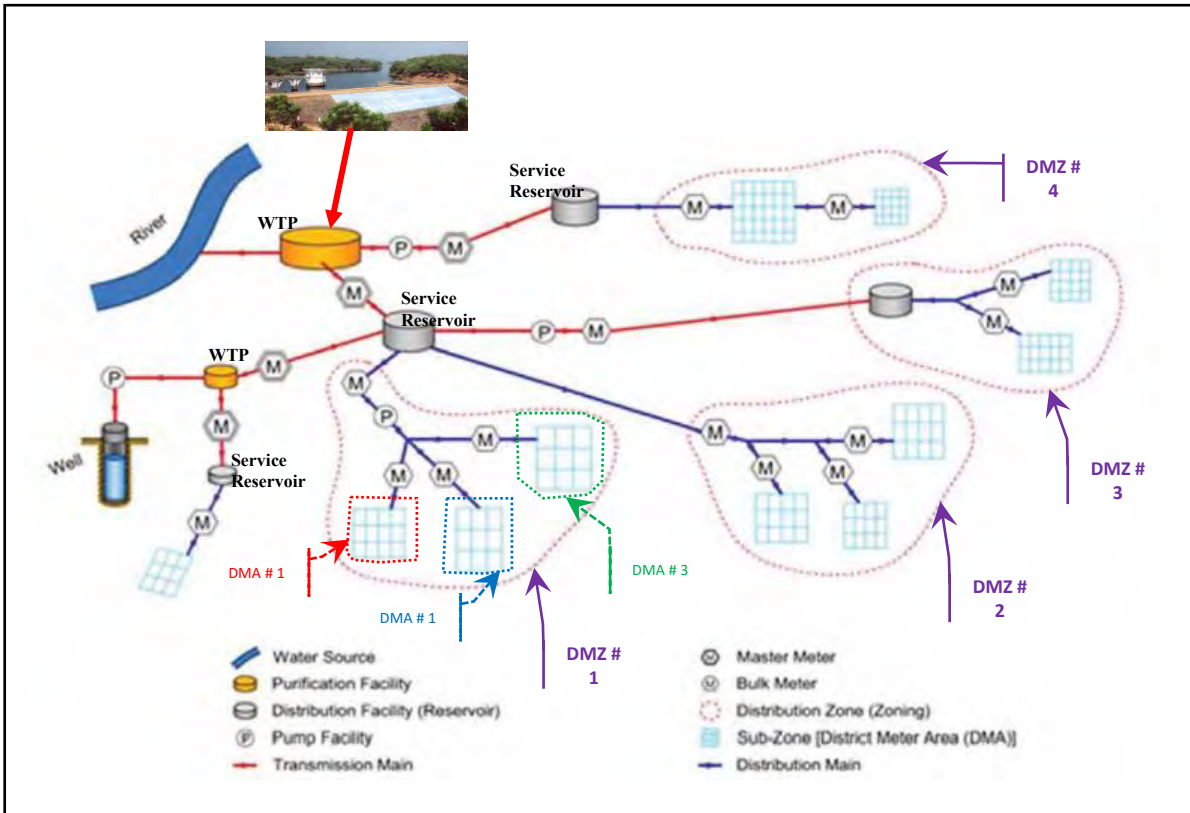 Service
Reservoir
DMZ #
4
WTP
River
P
M
M
M
M
Service
Reservoir
M
M
M
P
M
WTP
M
P
M
M
P
M
M
M
M
M
M
M
Well
Service
Reservoir
M
DMZ #
3
DMA # 1
DMA # 1
DMA # 3
DMZ #
2
DMZ #
1
Water Source
Purification Facility
Distribution Facility (Reservoir)
P Pump Facility
Transmission Main
M Master Meter
M Bulk Meter
Distribution Zone (Zoning)
Sub-Zone [District Meter Area (DMA)]
Distribution Main